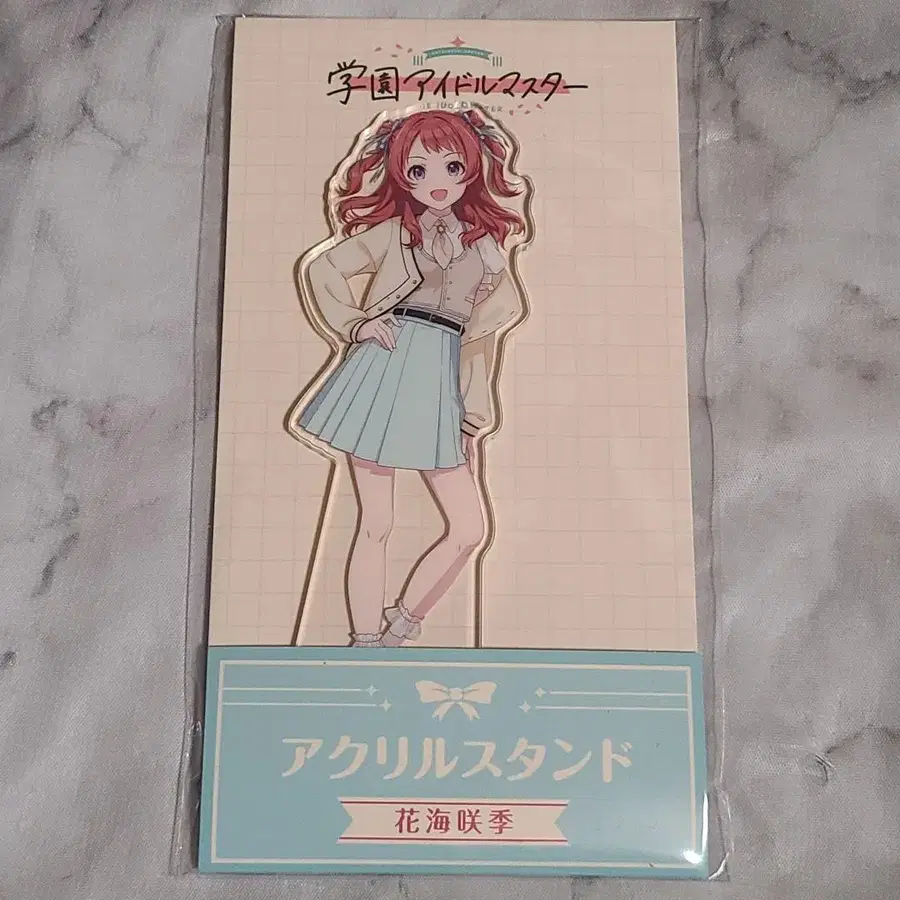 学園アイドルマスター
アクリルスタンド
花海咲季